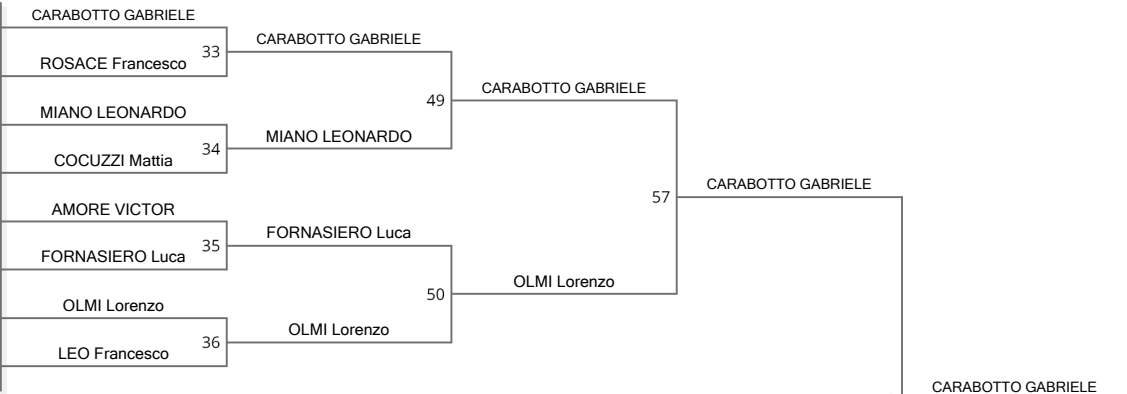 CARABOTTO GABRIELE
33
ROSACE Francesco
CARABOTTO GABRIELE
49
MIANO LEONARDO
34
COCUZZI Mattia
MIANO LEONARDO
CARABOTTO GABRIELE
57
AMORE VICTOR
35
FORNASIERO Luca
FORNASIERO Luca
50
OLMI Lorenzo
36
LEO Francesco
OLMI Lorenzo
OLMI Lorenzo
CARABOTTO GABRIELE
CARABOTTO GABRIELE